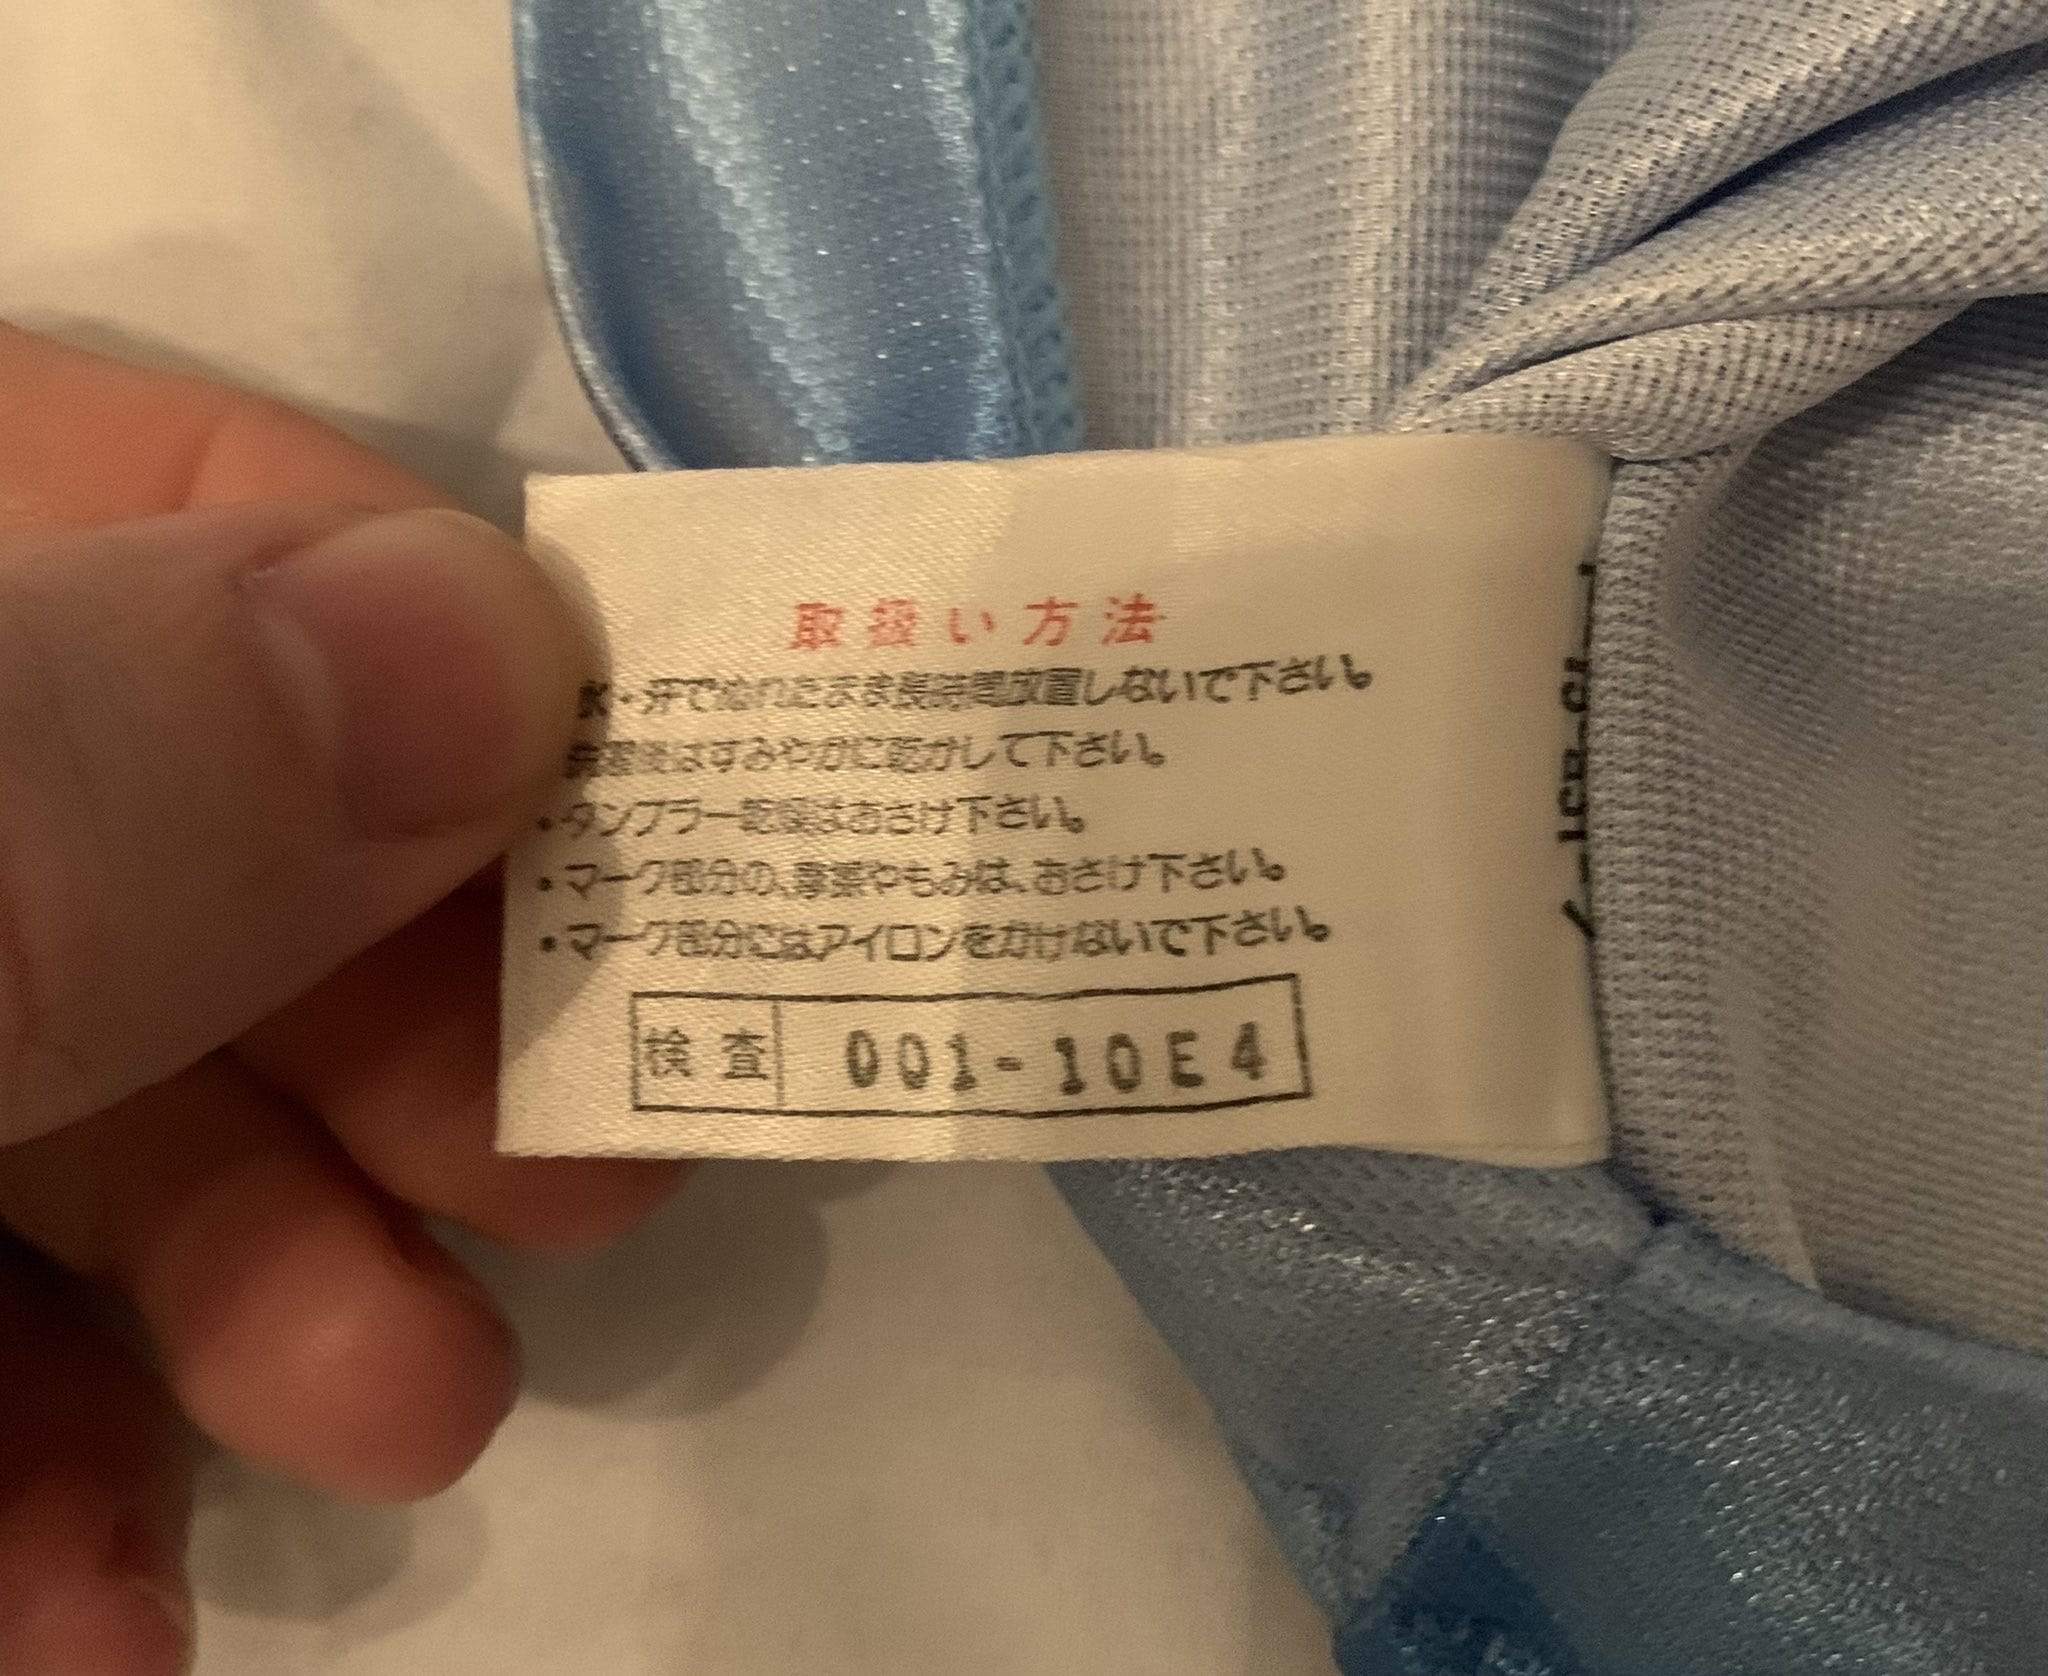 取扱い方法
水・汗でぬれたまま長時間放置しないで下さい。
洗濯後はすみやかに乾かして下さい。
・タンブラー乾燥はおさけ下さい。
・マーク部分の、摩擦やもみは、おさけ下さい。
・マーク部分にはアイロンをかけないで下さい。
検査 001-10E4